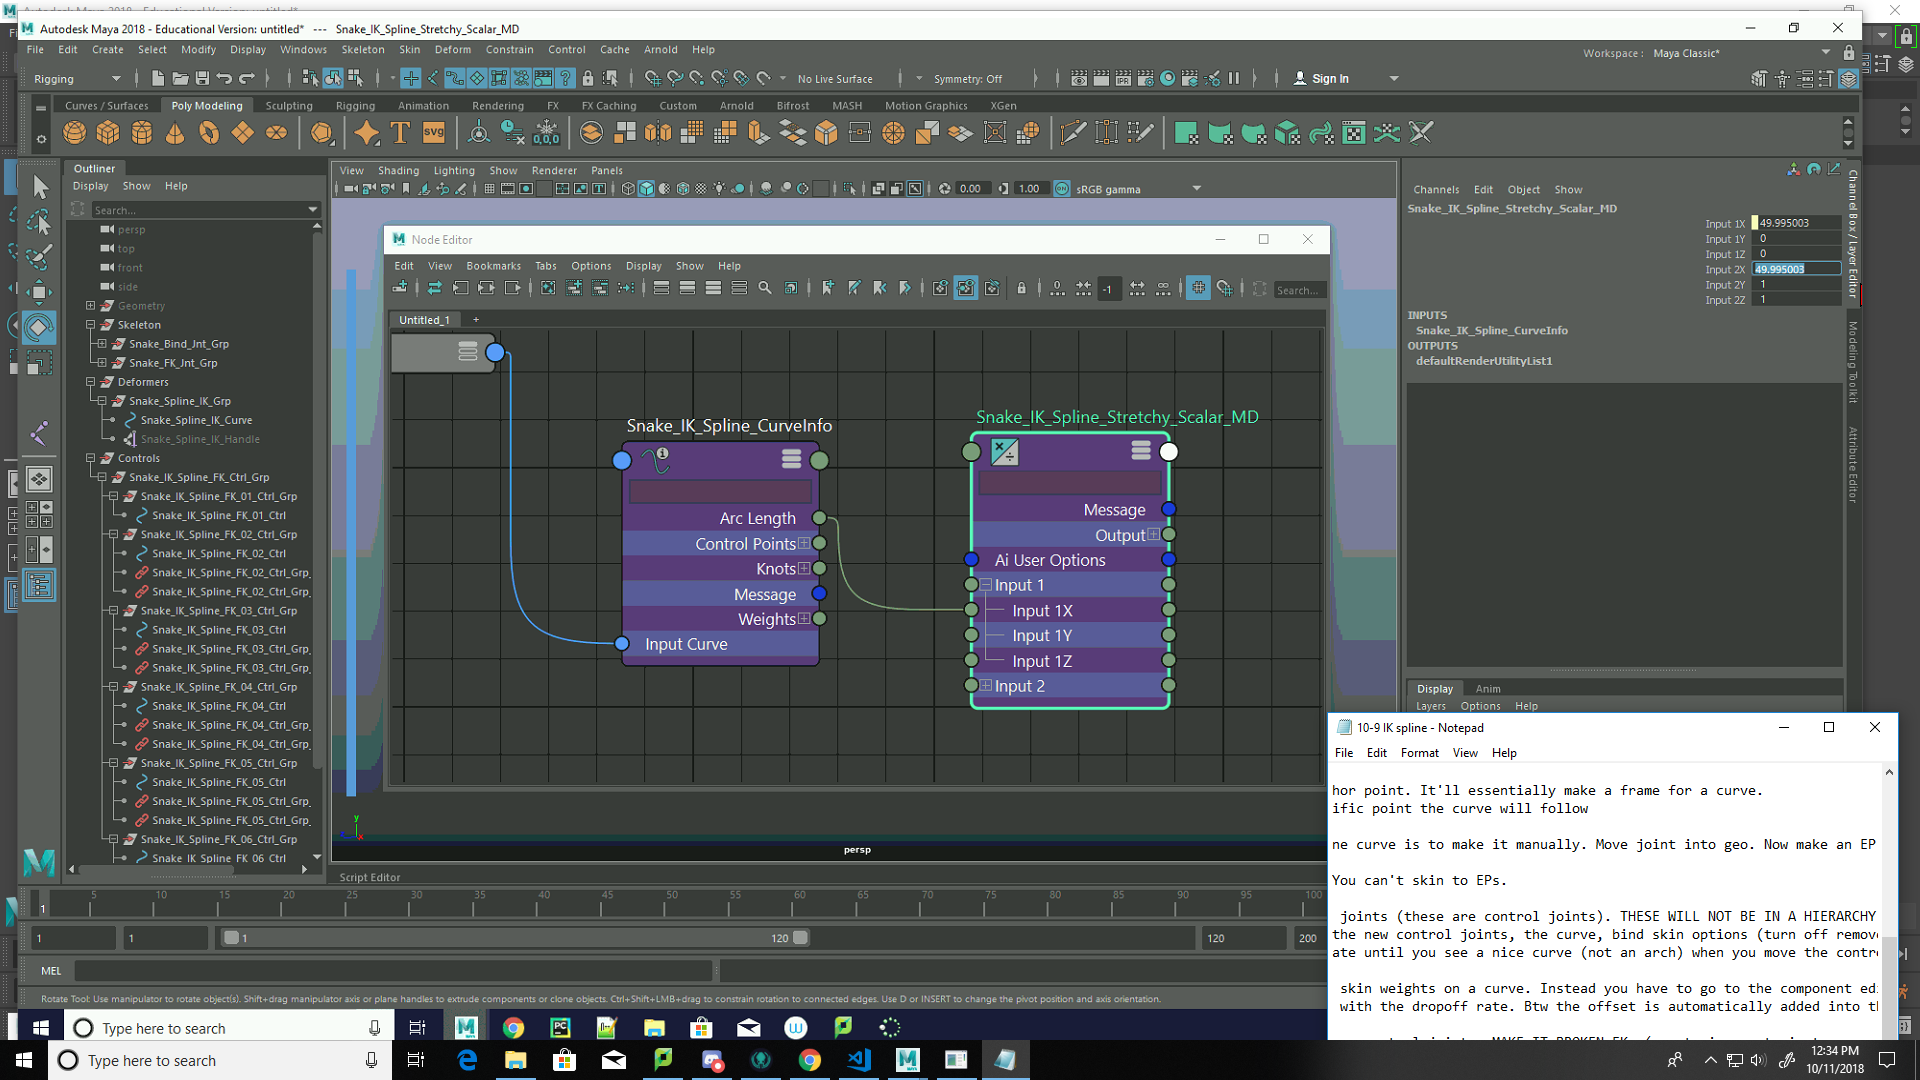 Autodesk Maya 2018 - Educational Version: untitled* --- Snake_IK_Spline_Stretchy_Scalar_MD
File Edit Create Select Modify Display Windows Skeleton Skin Deform Constrain Control Cache Arnold Help
Workspace : Maya Classic*
Rigging
No Live Surface
Symmetry: Off
Sign In
Curves / Surfaces Poly Modeling Sculpting Rigging Animation Rendering FX FX Caching Custom Arnold Bifrost MASH Motion Graphics XGen
Outliner
Display Show Help
Search...
persp
top
front
side
Geometry
Skeleton
Snake_Bind_Jnt_Grp
Snake_FK_Jnt_Grp
Deformers
Snake_Spline_IK_Grp
Snake_Spline_IK_Curve
Snake_Spline_IK_Handle
Controls
Snake_IK_Spline_FK_Ctrl_Grp
Snake_IK_Spline_FK_01_Ctrl_Grp
Snake_IK_Spline_FK_01_Ctrl
Snake_IK_Spline_FK_02_Ctrl_Grp
Snake_IK_Spline_FK_02_Ctrl
Snake_IK_Spline_FK_02_Ctrl_Grp_
Snake_IK_Spline_FK_02_Ctrl_Grp_
Snake_IK_Spline_FK_03_Ctrl_Grp
Snake_IK_Spline_FK_03_Ctrl
Snake_IK_Spline_FK_03_Ctrl_Grp_
Snake_IK_Spline_FK_03_Ctrl_Grp_
Snake_IK_Spline_FK_04_Ctrl_Grp
Snake_IK_Spline_FK_04_Ctrl
Snake_IK_Spline_FK_04_Ctrl_Grp_
Snake_IK_Spline_FK_04_Ctrl_Grp_
Snake_IK_Spline_FK_05_Ctrl_Grp
Snake_IK_Spline_FK_05_Ctrl
Snake_IK_Spline_FK_05_Ctrl_Grp_
Snake_IK_Spline_FK_05_Ctrl_Grp_
Snake_IK_Spline_FK_06_Ctrl_Grp
Snake_IK_Spline_FK_06_Ctrl
View Shading Lighting Show Renderer Panels
0.00 1.00 sRGB gamma
Node Editor
Edit View Bookmarks Tabs Options Display Show Help
-1
Search...
Untitled_1 +
Snake_IK_Spline_CurveInfo
Arc Length
Control Points
Knots
Message
Weights
Input Curve
Snake_IK_Spline_Stretchy_Scalar_MD
Message
Output
Ai User Options
Input 1
Input 1X
Input 1Y
Input 1Z
Input 2
y
persp
Script Editor
Channels Edit Object Show
Snake_IK_Spline_Stretchy_Scalar_MD
Input 1X 49.995003
Input 1Y 0
Input 1Z 0
Input 2X 49.995003
Input 2Y 1
Input 2Z 1
INPUTS
Snake_IK_Spline_CurveInfo
OUTPUTS
defaultRenderUtilityList1
Channel Box / Layer Editor
Modeling Toolkit
Attribute Editor
Display Anim
Layers Options Help
10-9 IK spline - Notepad
File Edit Format View Help
hor point. It'll essentially make a frame for a curve.
ific point the curve will follow
ne curve is to make it manually. Move joint into geo. Now make an EP
You can't skin to EPs.
joints (these are control joints). THESE WILL NOT BE IN A HIERARCHY
the new control joints, the curve, bind skin options (turn off remov
ate until you see a nice curve (not an arch) when you move the contr
skin weights on a curve. Instead you have to go to the component ed
with the dropoff rate. Btw the offset is automatically added into t
1 5 10 15 20 25 30 35 40 45 50 55 60 65 70 75 80 85 90 95 100
1 1 1 120 120 200
MEL
Rotate Tool: Use manipulator to rotate object(s). Shift+drag manipulator axis or plane handles to extrude components or clone objects. Ctrl+Shift+LMB+drag to constrain rotation to connected edges. Use D or INSERT to change the pivot position and axis orientation.
Type here to search
Type here to search
12:34 PM
10/11/2018